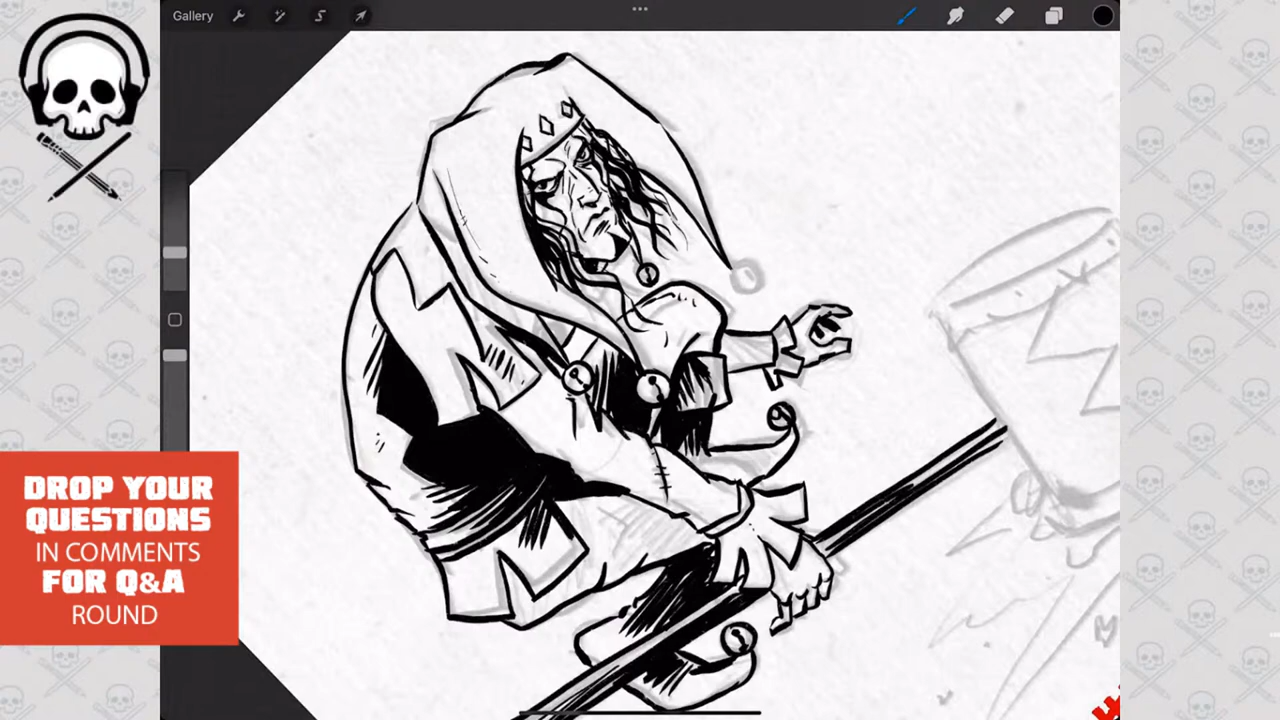 Gallery
DROP YOUR
QUESTIONS
IN COMMENTS
FOR Q&A
ROUND